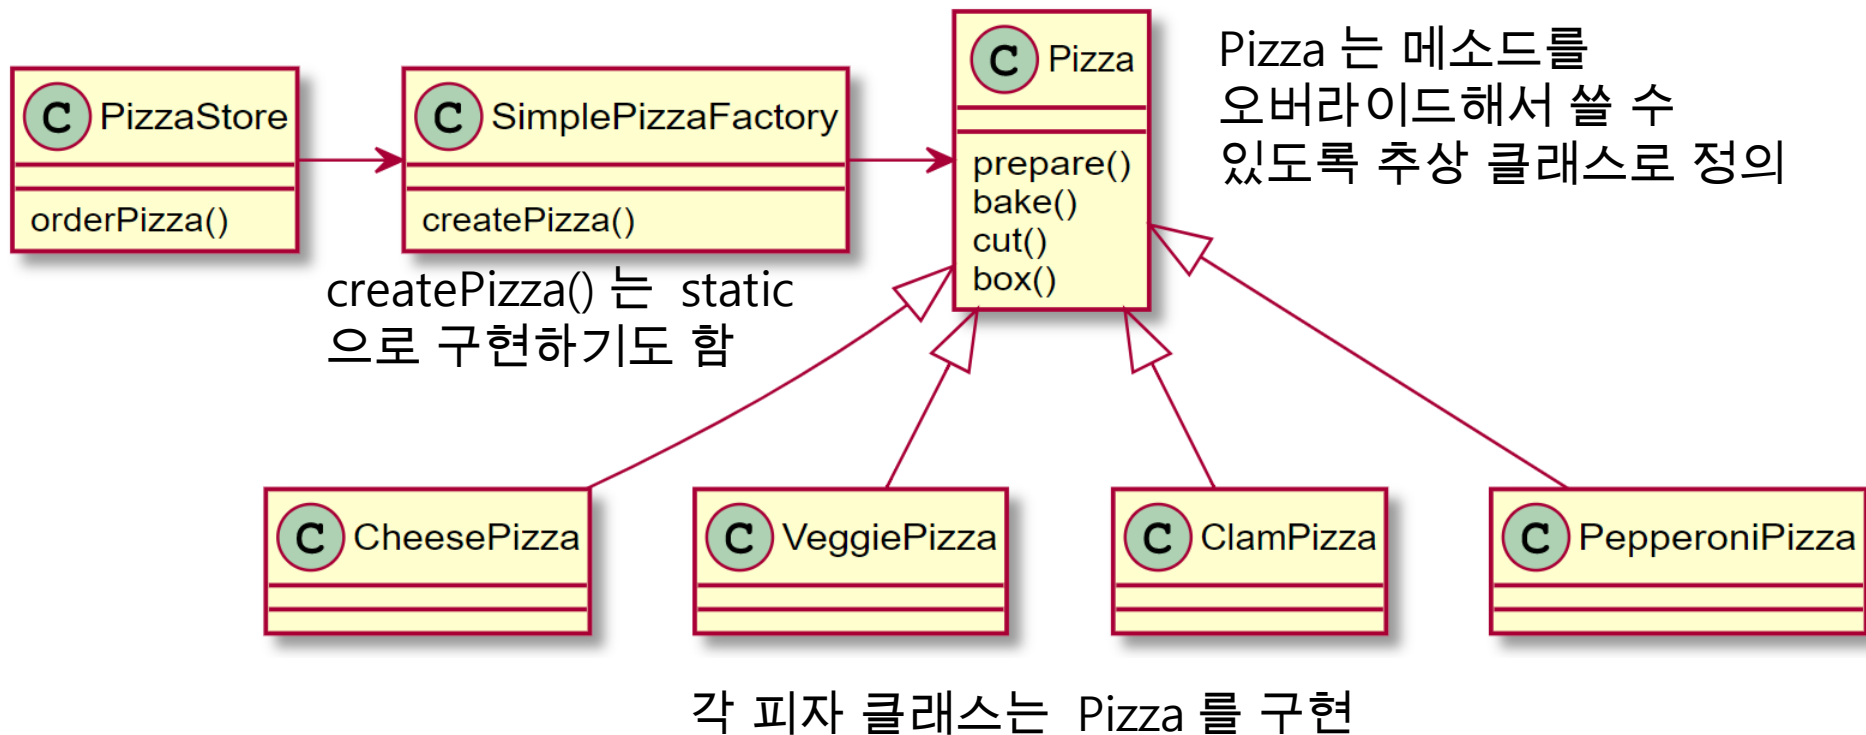 C PizzaStore
orderPizza()
C SimplePizzaFactory
createPizza()
createPizza() 는 static
으로 구현하기도 함
C Pizza
prepare()
bake()
cut()
box()
Pizza 는 메소드를
오버라이드해서 쓸 수
있도록 추상 클래스로 정의
C CheesePizza
C VeggiePizza
C ClamPizza
C PepperoniPizza
각 피자 클래스는 Pizza 를 구현